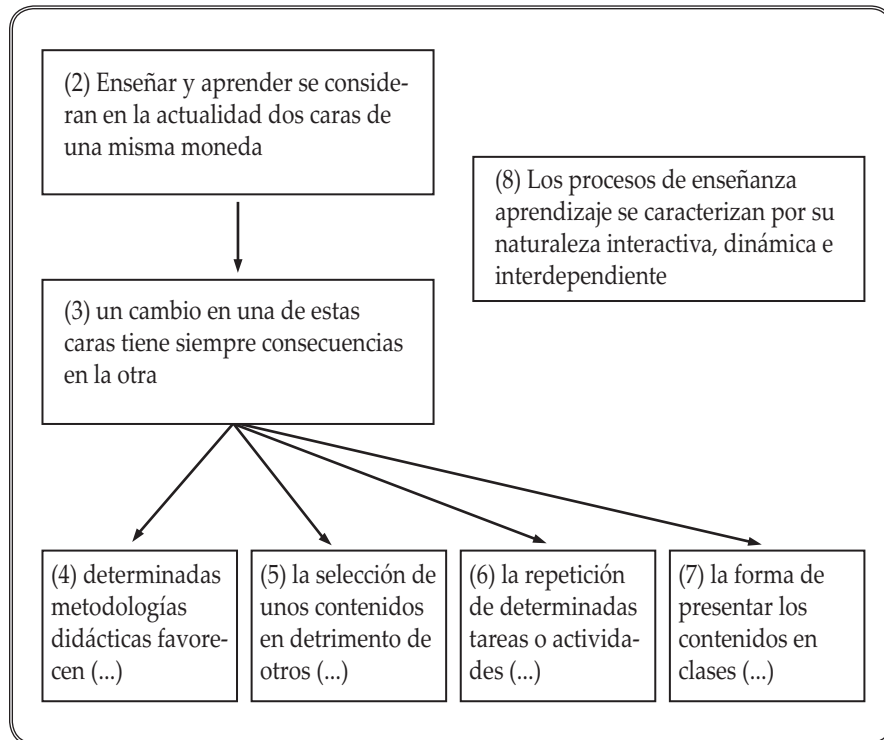 (2) Enseñar y aprender se conside-
ran en la actualidad dos caras de
una misma moneda
(8) Los procesos de enseñanza
aprendizaje se caracterizan por su
naturaleza interactiva, dinámica e
interdependiente
(3) un cambio en una de estas
caras tiene siempre consecuencias
en la otra
(4) determinadas
metodologías
didácticas favore-
cen (...)
(5) la selección de
unos contenidos
en detrimento de
otros (...)
(6) la repetición
de determinadas
tareas o activida-
des (...)
(7) la forma de
presentar los
contenidos en
clases (...)